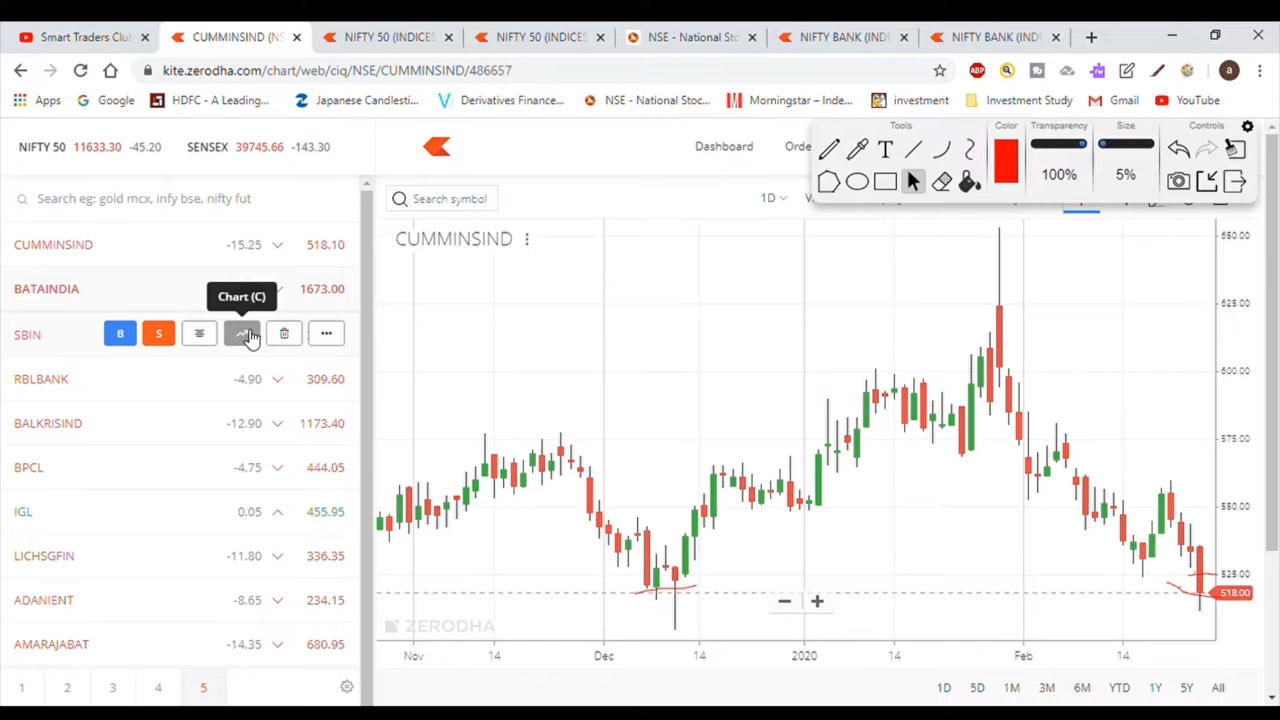 Smart Traders Clu
CUMMINSIND (NS
NIFTY 50 (INDICES
NIFTY 50 (INDICES
NSE - National Sto
NIFTY BANK (INDI
NIFTY BANK (INDI
kite.zerodha.com/chart/web/ciq/NSE/CUMMINSIND/486657
ABP
a
Apps
Google
HDFC - A Leading...
Japanese Candlesti...
Derivatives Finance...
NSE - National Stoc...
Morningstar – Inde...
investment
Investment Study
Gmail
YouTube
NIFTY 50 11633.30 -45.20
SENSEX 39745.66 -143.30
Dashboard
Orde
Tools
Color
Transparency
Size
Controls
T
100%
5%
Search eg: gold mcx, infy bse, nifty fut
Search symbol
1D
CUMMINSIND
CUMMINSIND -15.25 518.10
BATAINDIA 1673.00
Chart (C)
SBIN B S
RBLBANK -4.90 309.60
BALKRISIND -12.90 1173.40
BPCL -4.75 444.05
IGL 0.05 455.95
LICHSGFIN -11.80 336.35
ADANIENT -8.65 234.15
AMARAJABAT -14.35 680.95
1 2 3 4 5
650.00
625.00
600.00
575.00
550.00
525.00
518.00
ZERODHA
Nov 14 Dec 14 2020 14 Feb 14
1D 5D 1M 3M 6M YTD 1Y 5Y All